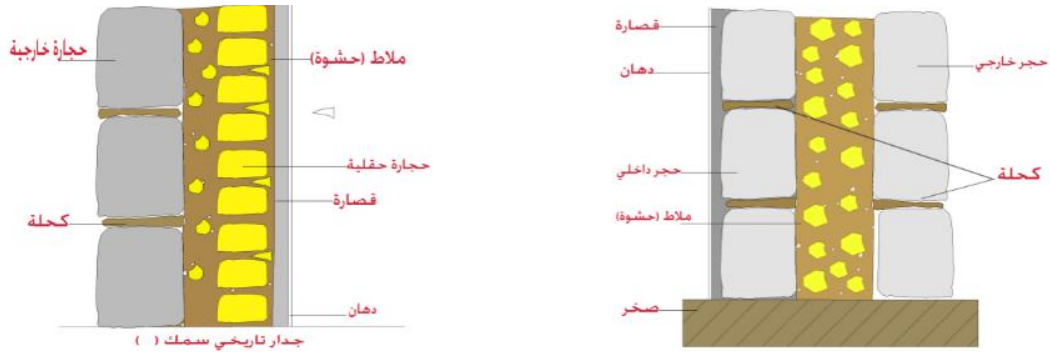 حجارة خارجية
ملاط (حشوة)
حجارة حقلية
قصارة
كحلة
دهان
جدار تاريخي سمك ( )
قصارة
دهان
حجر خارجي
حجر داخلي
كحلة
ملاط (حشوة)
صخر